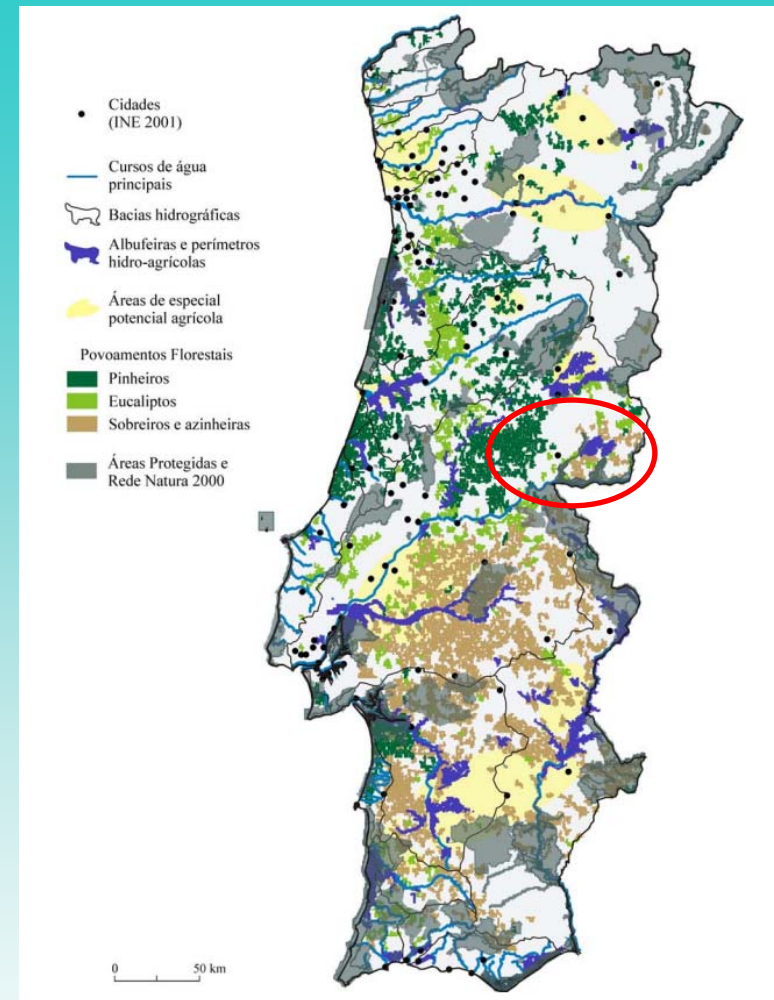 Cidades
(INE 2001)
Cursos de água
principais
Bacias hidrográficas
Albufeiras e perímetros
hidro-agrícolas
Áreas de especial
potencial agrícola
Povoamentos Florestais
Pinheiros
Eucaliptos
Sobreiros e azinheiras
Áreas Protegidas e
Rede Natura 2000
0 50 km